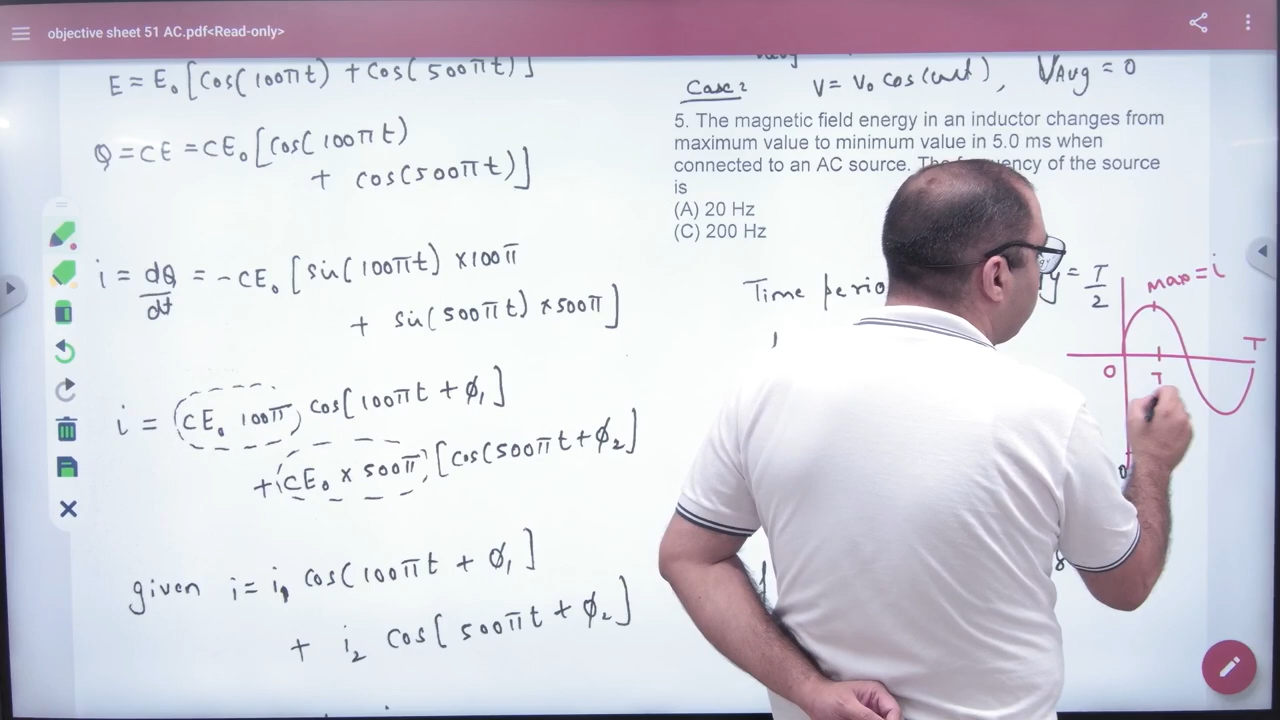 objective sheet 51 AC.pdf<Read-only>
E = E₀ [cos(100πt) + cos(500πt)]
Q = CE = CE₀ [cos(100πt)
+ cos(500πt)]
i = dQ/dt = -CE₀ [sin(100πt) × 100π
+ sin(500πt) × 500π]
i = (CE₀ 100π) cos[100πt + ϕ₁]
+ (CE₀ × 500π) [cos(500πt + ϕ₂]
given i = i₁ cos(100πt + ϕ₁]
+ i₂ cos[500πt + ϕ₂]
Case 2 V = V₀ cos(ωt), VAvg = 0
5. The magnetic field energy in an inductor changes from
maximum value to minimum value in 5.0 ms when
connected to an AC source. of the source
is
(A) 20 Hz
(C) 200 Hz
Time = T/2
max = i
T
0
T